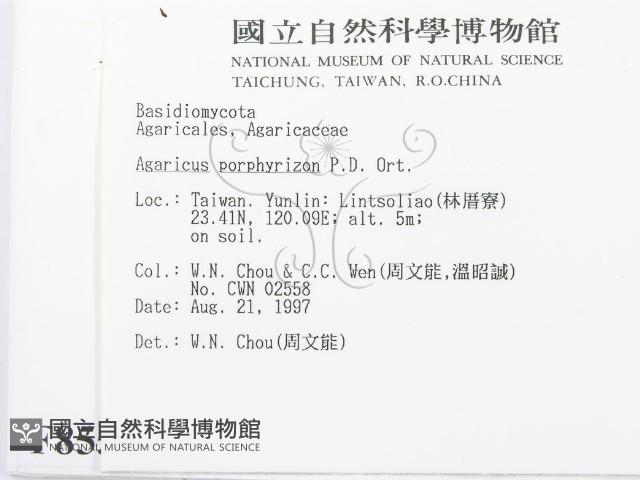 國立自然科學博物館
NATIONAL MUSEUM OF NATURAL SCIENCE
TAICHUNG, TAIWAN, R.O.CHINA
Basidiomycota
Agaricales, Agaricaceae
Agaricus porphyrizon P.D. Ort.
Loc.: Taiwan. Yunlin: Lintsoliao(林厝寮)
23.41N, 120.09E; alt. 5m;
on soil.
Col.: W.N. Chou & C.C. Wen(周文能,溫昭誠)
No. CWN 02558
Date: Aug. 21, 1997
Det.: W.N. Chou(周文能)
國立自然科學博物館
NATIONAL MUSEUM OF NATURAL SCIENCE